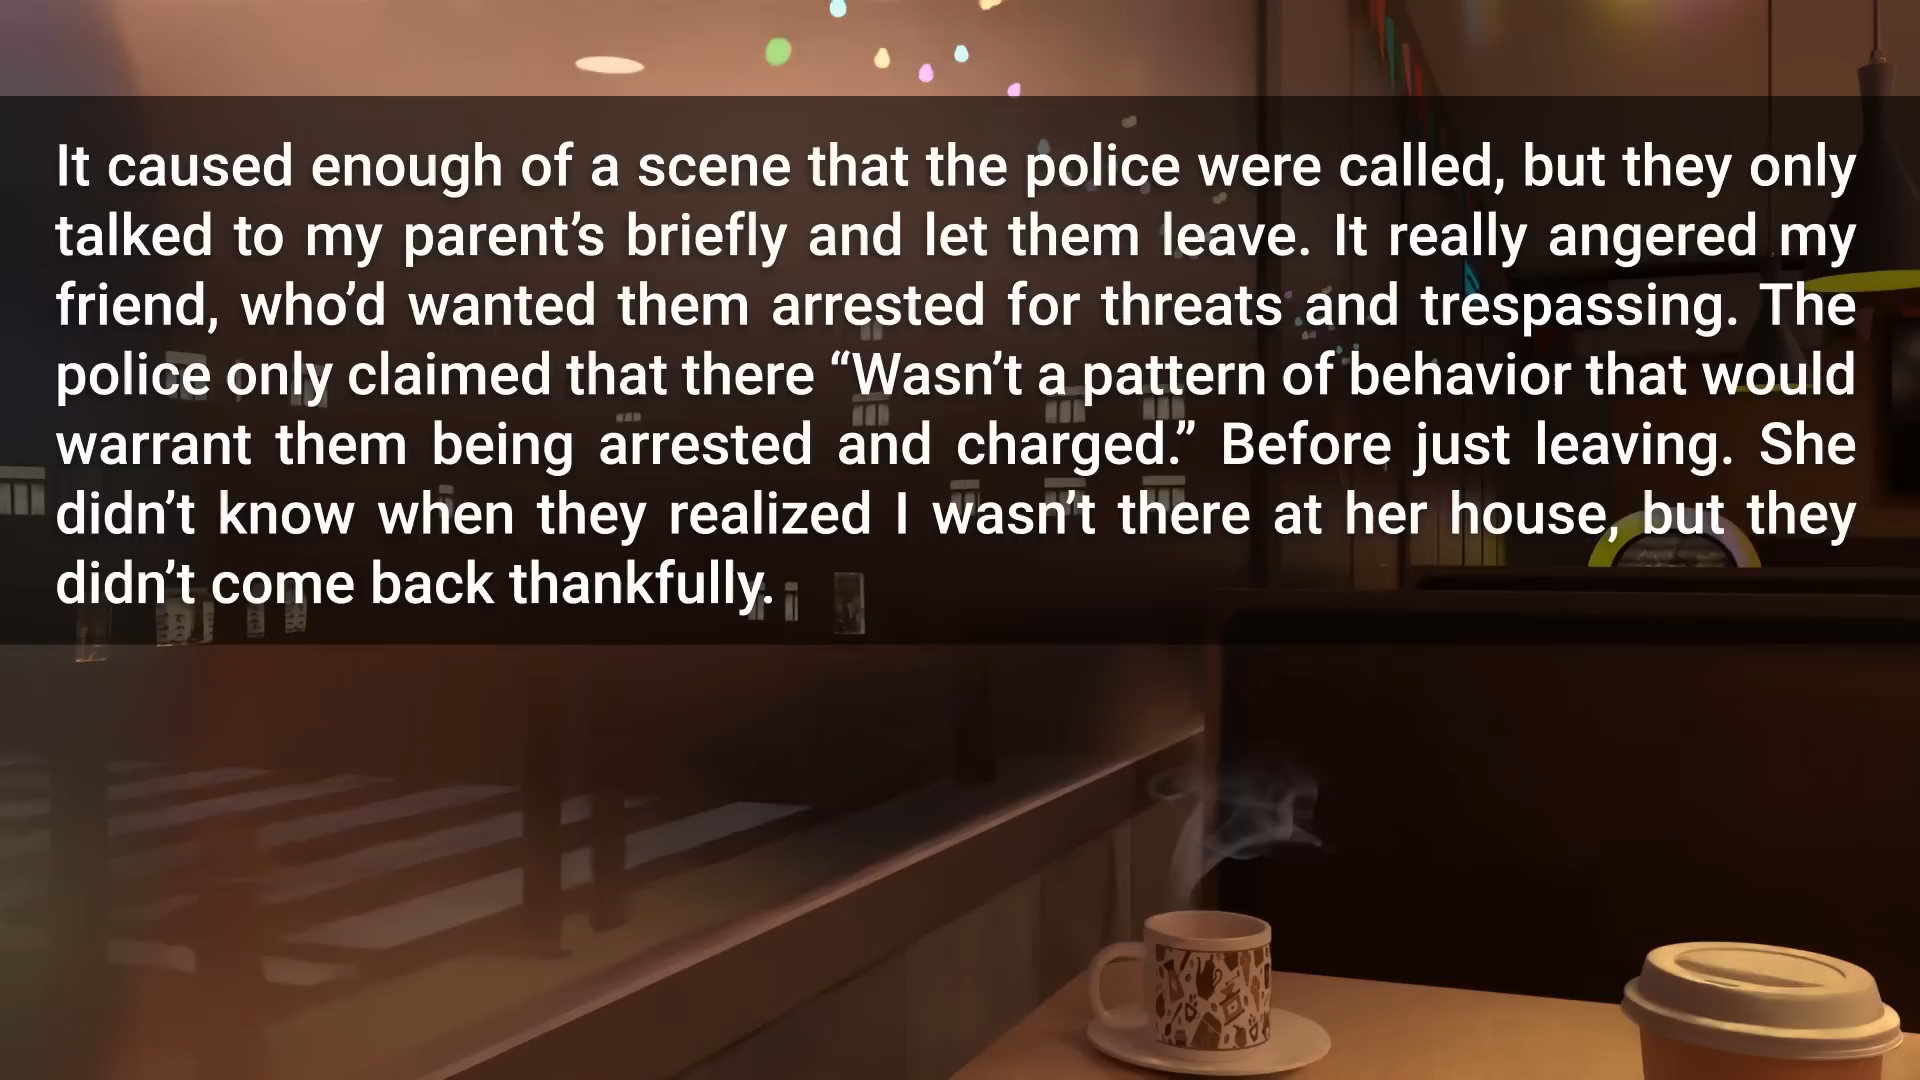 It caused enough of a scene that the police were called, but they only
talked to my parent’s briefly and let them leave. It really angered my
friend, who’d wanted them arrested for threats and trespassing. The
police only claimed that there “Wasn’t a pattern of behavior that would
warrant them being arrested and charged.” Before just leaving. She
didn’t know when they realized I wasn’t there at her house, but they
didn’t come back thankfully.